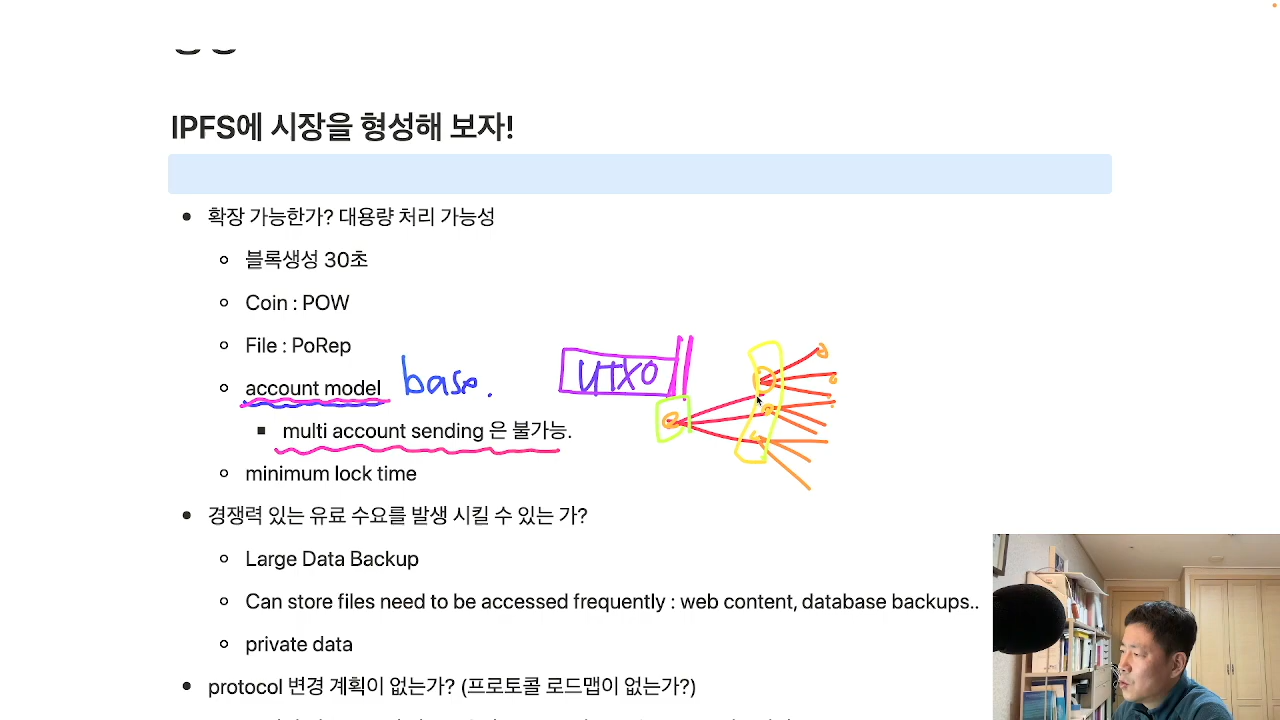 IPFS에 시장을 형성해 보자!
확장 가능한가? 대용량 처리 가능성
블록생성 30초
Coin : POW
File : PoRep
account model base.
UTXO
multi account sending 은 불가능.
minimum lock time
경쟁력 있는 유료 수요를 발생 시킬 수 있는 가?
Large Data Backup
Can store files need to be accessed frequently : web content, database backups..
private data
protocol 변경 계획이 없는가? (프로토콜 로드맵이 없는가?)